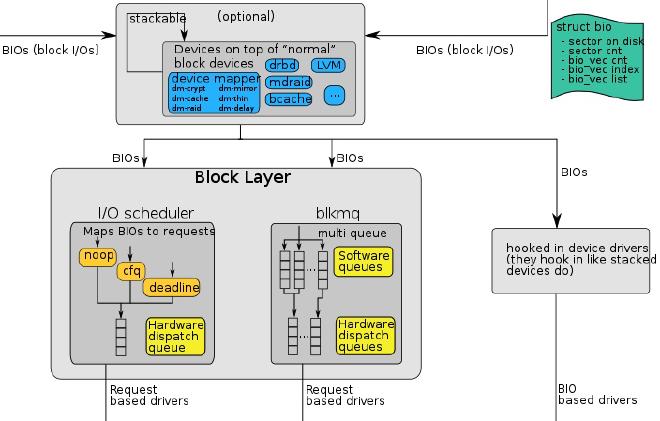 stackable
(optional)
BIOs (block I/Os)
BIOs (block I/Os)
struct bio
- sector on disk
- sector cnt
- bio_vec cnt
- bio_vec index
- bio_vec list
Devices on top of “normal”
block devices
drbd
LVM
device mapper
dm-crypt
dm-mirror
dm-cache
dm-thin
dm-raid
dm-delay
mdraid
bcache
...
BIOs
BIOs
BIOs
Block Layer
I/O scheduler
Maps BIOs to requests
noop
cfq
deadline
Hardware
dispatch
queue
blkmq
multi queue
Software
queues
...
Hardware
dispatch
queues
...
hooked in device drivers
(they hook in like stacked
devices do)
Request
based drivers
Request
based drivers
BIO
based drivers